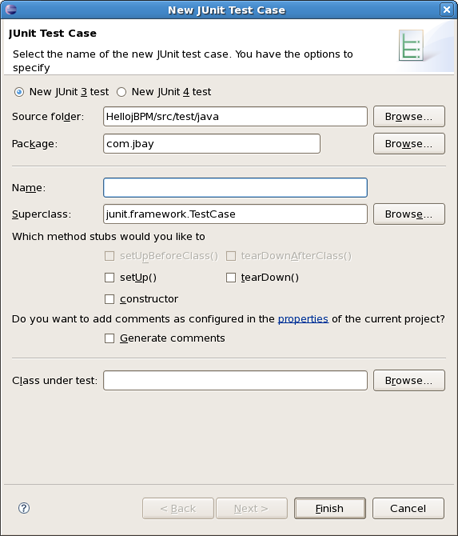 New JUnit Test Case
JUnit Test Case
Select the name of the new JUnit test case. You have the options to
specify
New JUnit 3 test New JUnit 4 test
Source folder: HellojBPM/src/test/java Browse...
Package: com.jbay Browse...
Name:
Superclass: junit.framework.TestCase Browse...
Which method stubs would you like to
setUpBeforeClass() tearDownAfterClass()
setUp() tearDown()
constructor
Do you want to add comments as configured in the properties of the current project?
Generate comments
Class under test: Browse...
? < Back Next > Finish Cancel